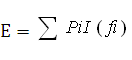 E = ∑ PiI ( fi )